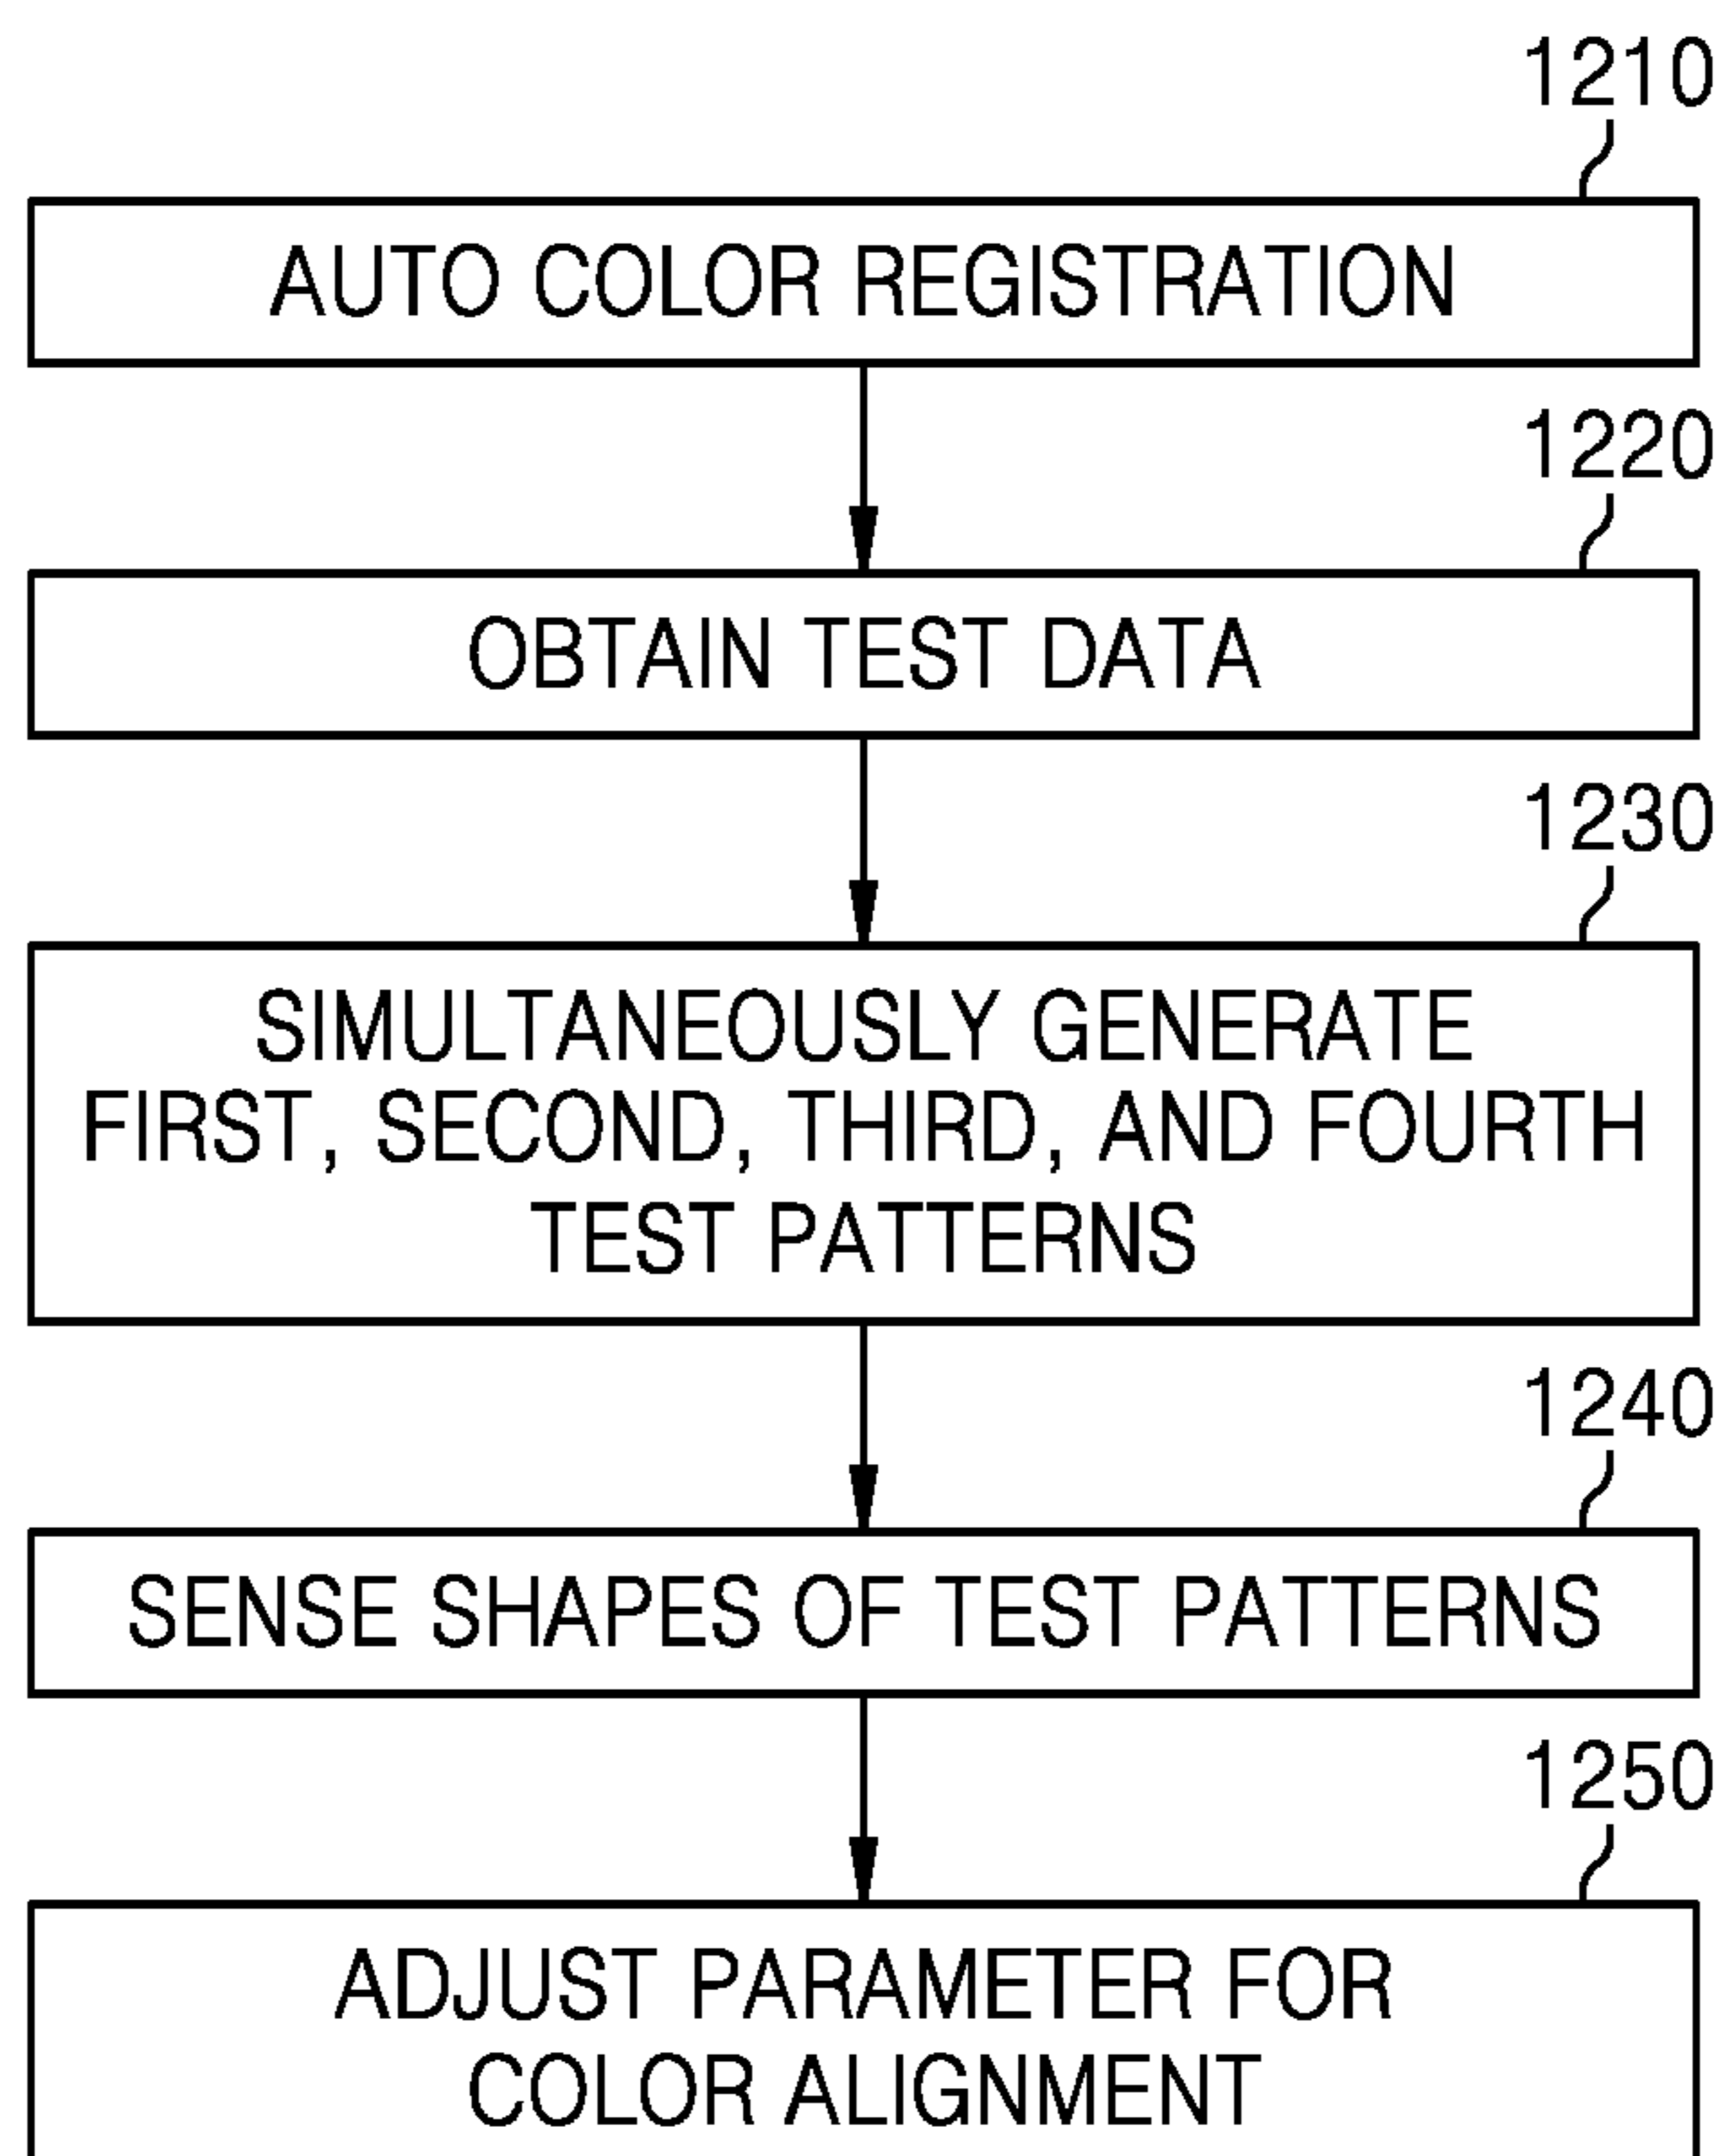 1210
AUTO COLOR REGISTRATION
1220
OBTAIN TEST DATA
1230
SIMULTANEOUSLY GENERATE
FIRST, SECOND, THIRD, AND FOURTH
TEST PATTERNS
1240
SENSE SHAPES OF TEST PATTERNS
1250
ADJUST PARAMETER FOR
COLOR ALIGNMENT